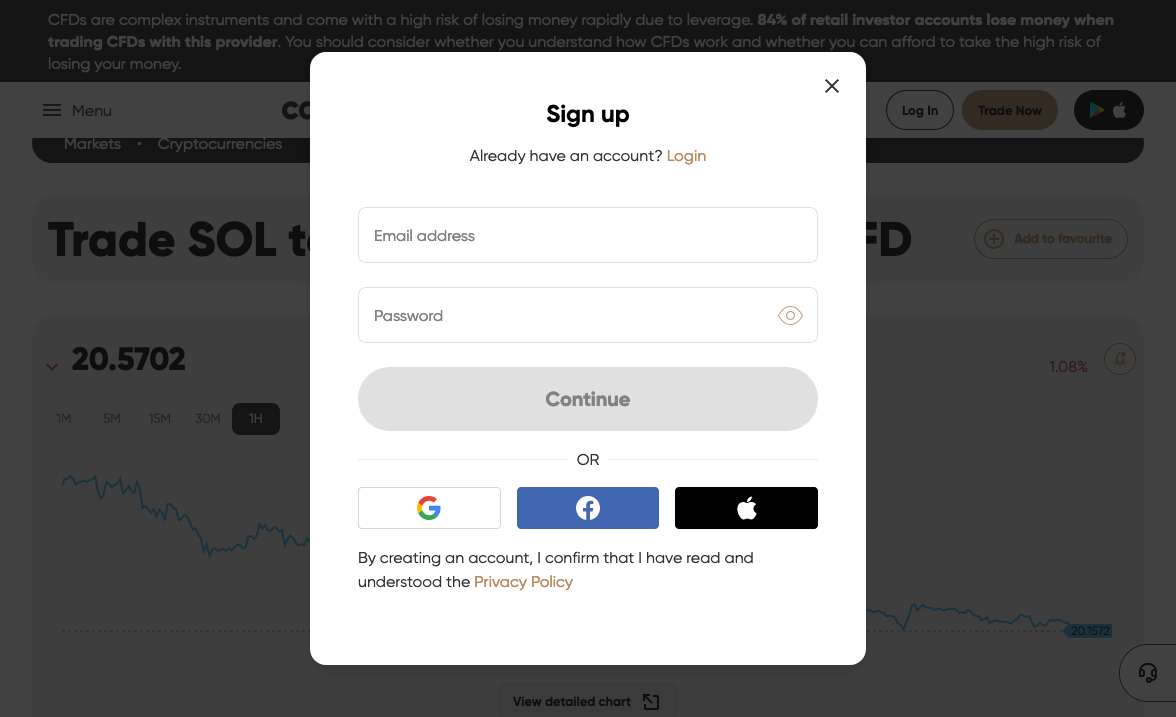 CFDs are complex instruments and come with a high risk of losing money rapidly due to leverage. 84% of retail investor accounts lose money when
trading CFDs with this provider. You should consider whether you understand how CFDs work and whether you can afford to take the high risk of
losing your money.
Menu
Log In
Trade Now
Markets • Cryptocurrencies
Sign up
Already have an account? Login
Trade SOL
Add to favourite
Email address
Password
20.5702
1.08%
1M
5M
15M
30M
1H
Continue
OR
By creating an account, I confirm that I have read and
understood the Privacy Policy
20.1572
View detailed chart